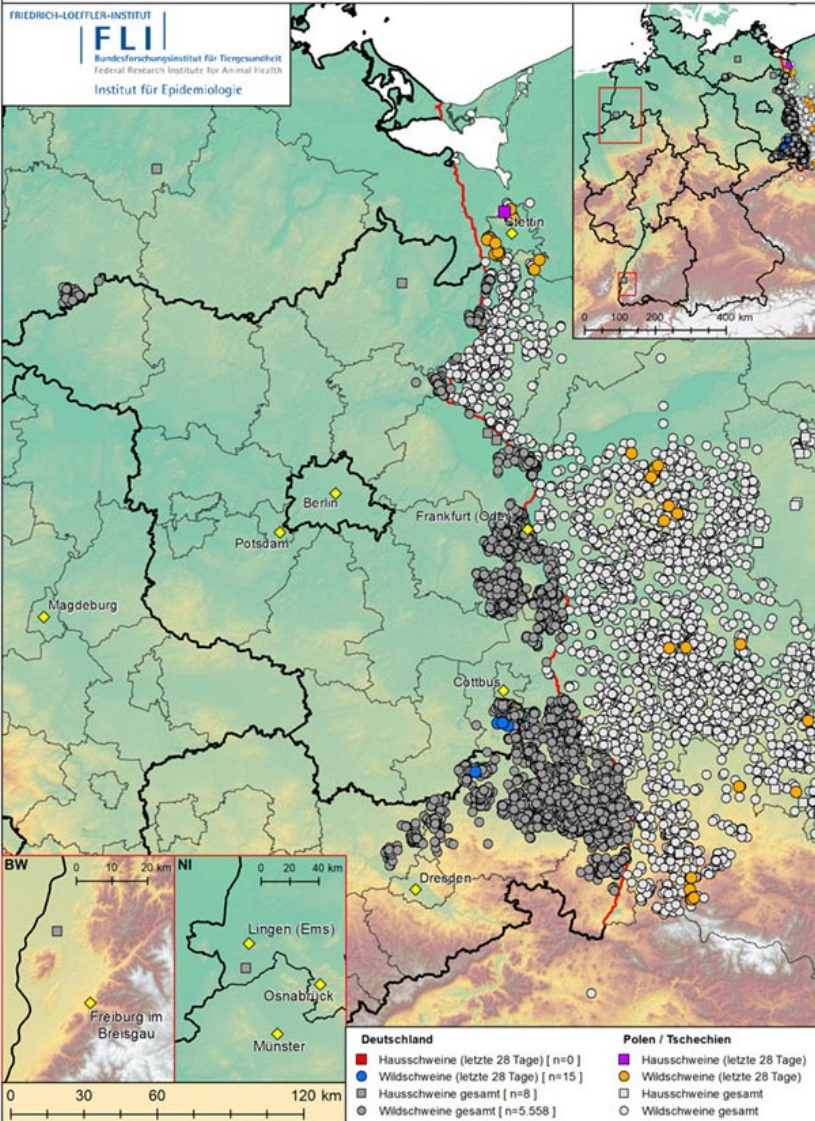 FRIEDRICH-LOEFFLER-INSTITUT
FLI
Bundesforschungsinstitut für Tiergesundheit
Federal Research Institute for Animal Health
Institut für Epidemiologie
0 100 200 400 km
Stettin
Berlin
Frankfurt (Oder)
Potsdam
Magdeburg
Cottbus
Dresden
BW
0 10 20 km
Freiburg im
Breisgau
NI
0 20 40 km
Lingen (Ems)
Osnabrück
Münster
0 30 60 120 km
Deutschland
Hausschweine (letzte 28 Tage) [ n=0 ]
Wildschweine (letzte 28 Tage) [ n=15 ]
Hausschweine gesamt [ n=8 ]
Wildschweine gesamt [ n=5.558 ]
Polen / Tschechien
Hausschweine (letzte 28 Tage)
Wildschweine (letzte 28 Tage)
Hausschweine gesamt
Wildschweine gesamt